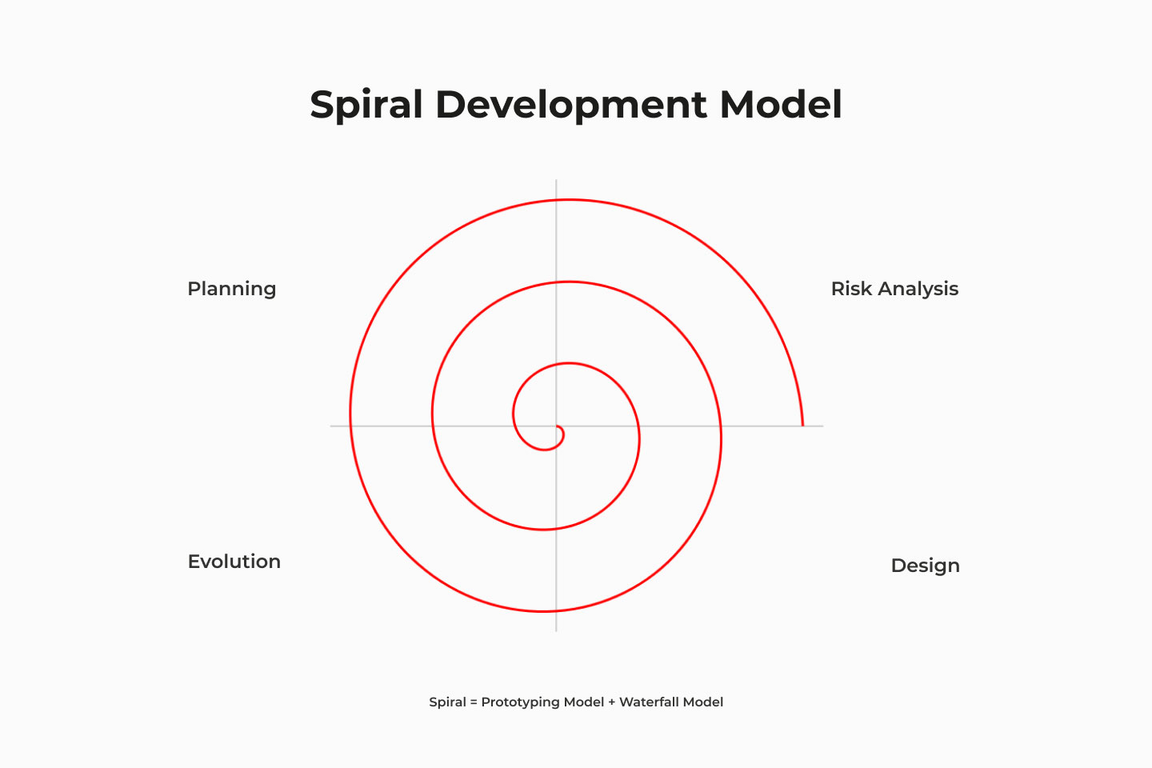 Spiral Development Model
Planning
Risk Analysis
Evolution
Design
Spiral = Prototyping Model + Waterfall Model